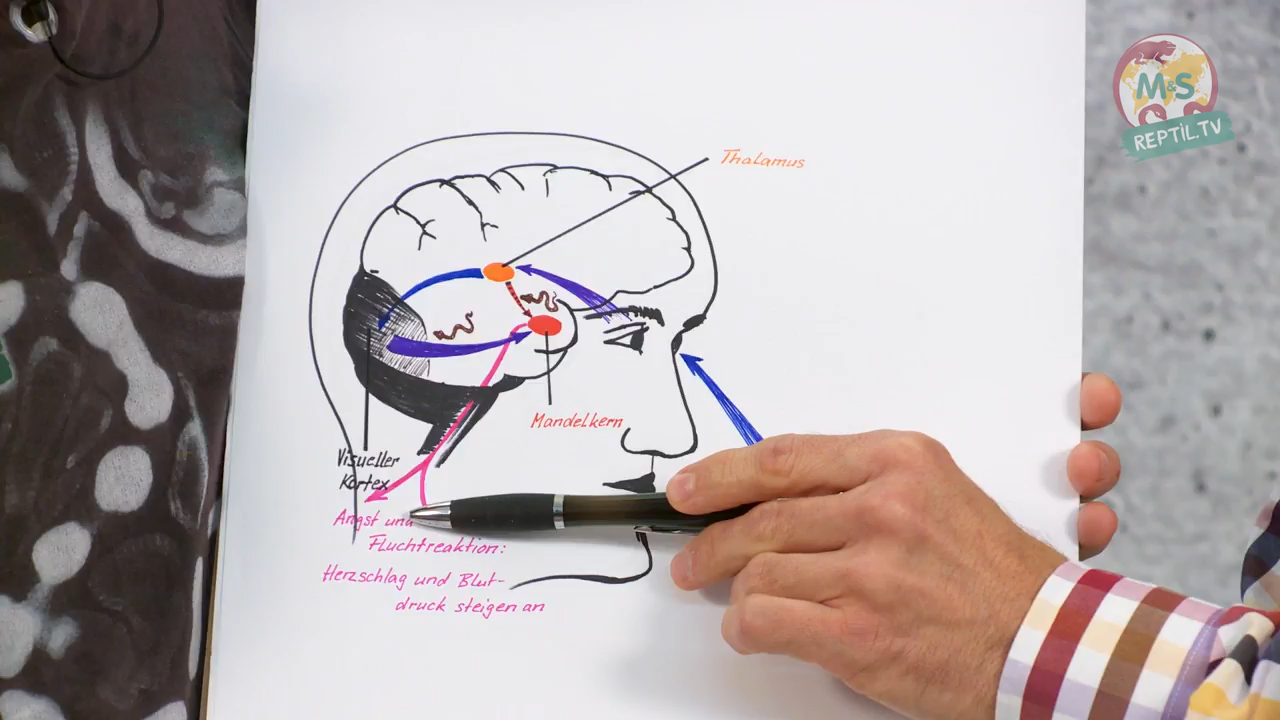 M&S
REPTIL.TV
Thalamus
Mandelkern
Visueller
Kortex
Angst und
Fluchtreaktion:
Herzschlag und Blut-
druck steigen an